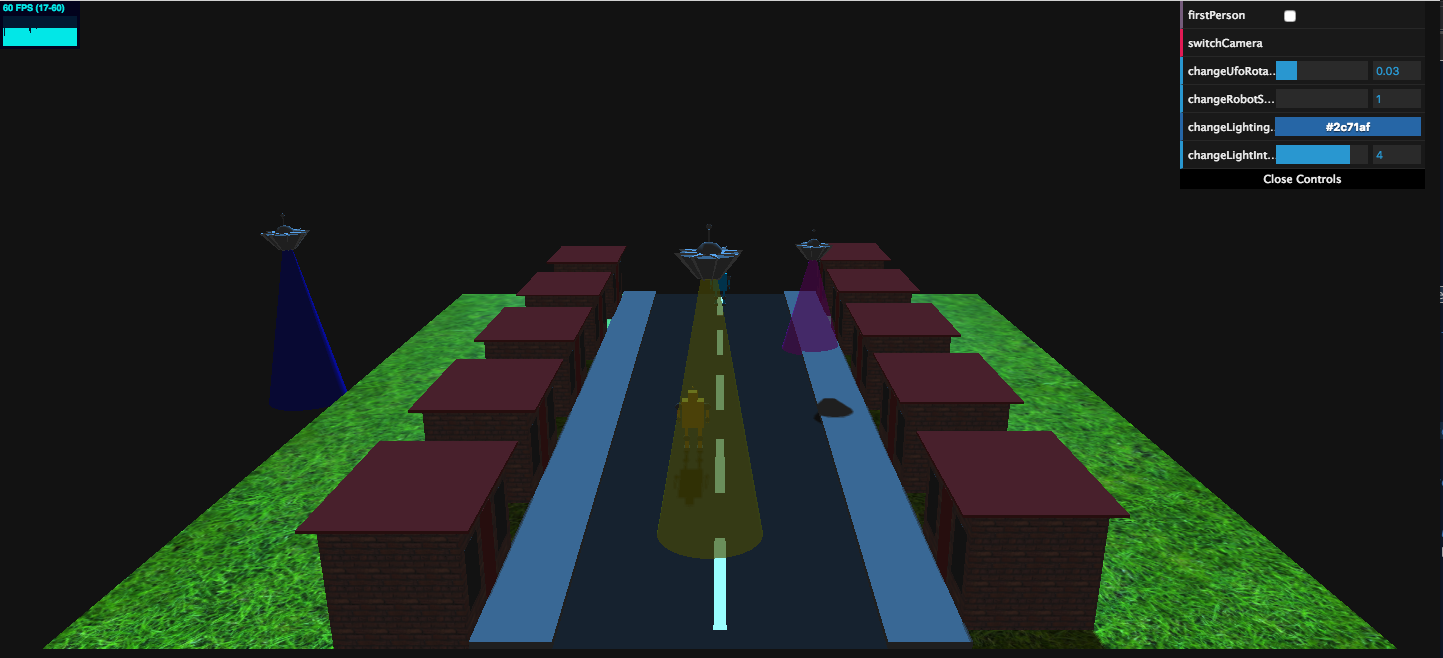 60 FPS (17-60)
firstPerson
switchCamera
changeUfoRota.. 0.03
changeRobotS... 1
changeLighting. #2c71af
changeLightInt.. 4
Close Controls